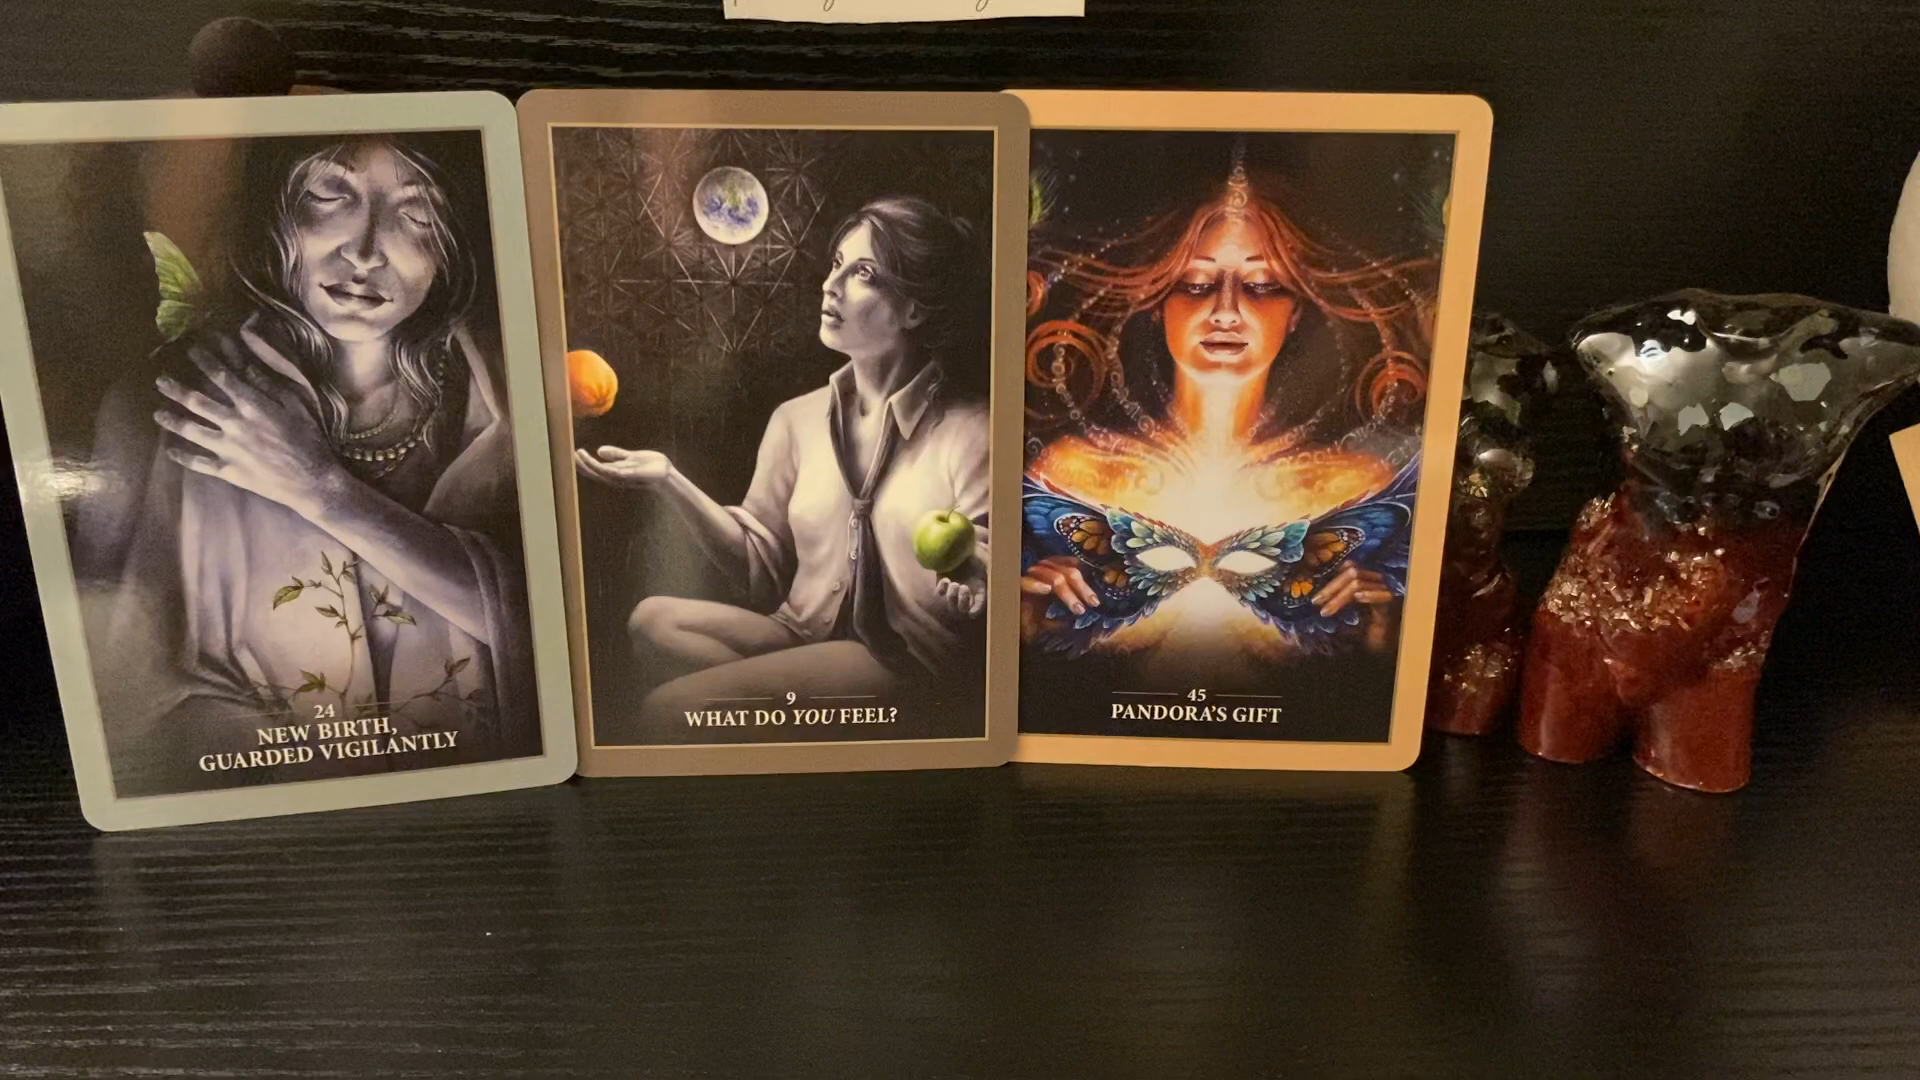 24
NEW BIRTH,
GUARDED VIGILANTLY
9
WHAT DO YOU FEEL?
45
PANDORA'S GIFT